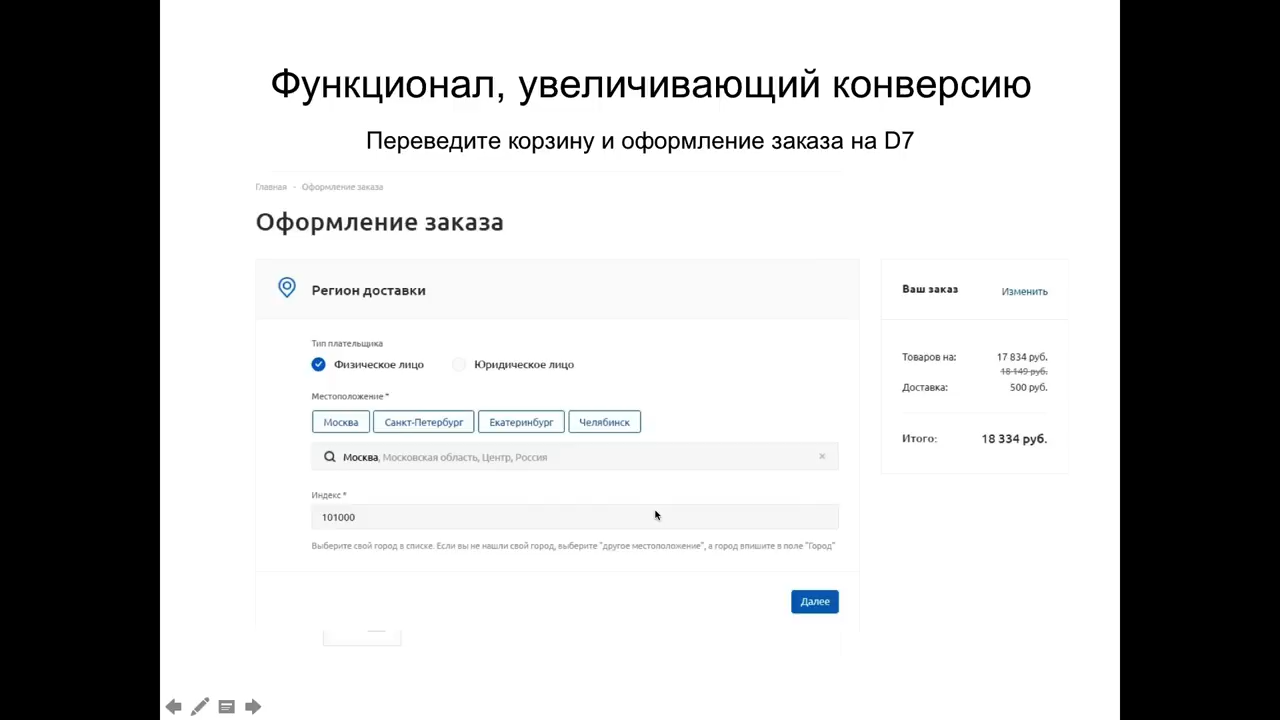 Функционал, увеличивающий конверсию
Переведите корзину и оформление заказа на D7
Главная - Оформление заказа
Оформление заказа
Регион доставки
Тип плательщика
Физическое лицо Юридическое лицо
Местоположение *
Москва Санкт-Петербург Екатеринбург Челябинск
Москва, Московская область, Центр, Россия
Индекс *
101000
Выберите свой город в списке. Если вы не нашли свой город, выберите "другое местоположение", а город впишите в поле "Город"
Далее
Ваш заказ Изменить
Товаров на: 17 834 руб.
18 149 руб.
Доставка: 500 руб.
Итого: 18 334 руб.